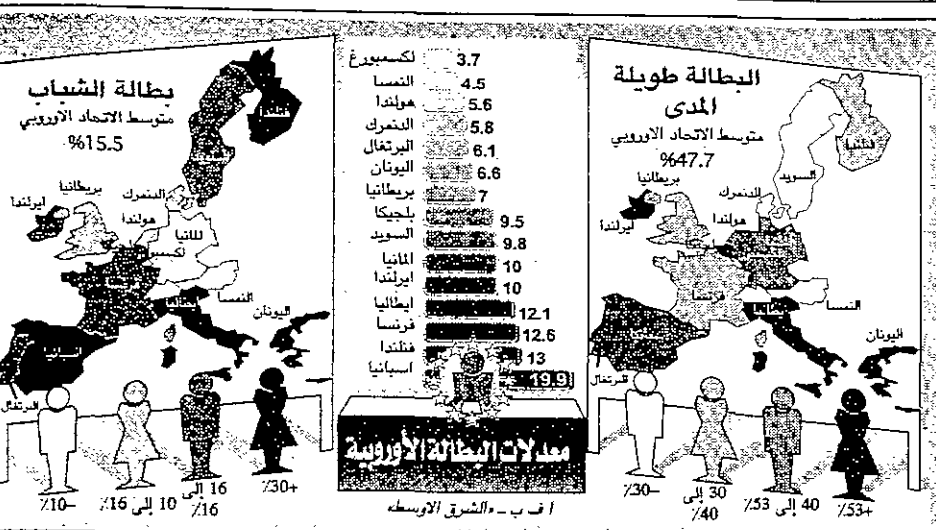 بطالة الشباب
متوسط الاتحاد الاوروبي
%15.5
فنلندا
السويد
بريطانيا
الدنمرك
ايرلندا
هولندا
المانيا
لكسمبورغ
فرنسا
النمسا
ايطاليا
اليونان
اسبانيا
البرتغال
-10٪
10 إلى 16٪
16 إلى
16٪
+30٪
لكسمبورغ 3.7
النمسا 4.5
هولندا 5.6
الدنمرك 5.8
البرتغال 6.1
اليونان 6.6
بريطانيا 7
بلجيكا 9.5
السويد 9.8
المانيا 10
ايرلندا 10
ايطاليا 12.1
فرنسا 12.6
فنلندا 13
اسبانيا 19.9
معدلات البطالة الأوروبية
أ ف ب - «الشرق الاوسط»
البطالة طويلة
المدى
متوسط الاتحاد الاوروبي
%47.7
فنلندا
السويد
بريطانيا
الدنمرك
ايرلندا
هولندا
فرنسا
النمسا
ايطاليا
اليونان
البرتغال
-30٪
30 إلى
40٪
40 إلى 53٪
+53٪